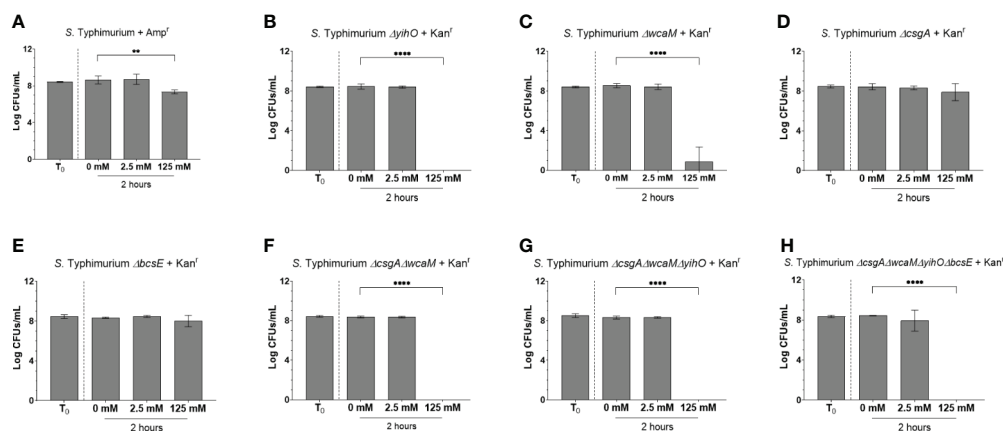 A
S. Typhimurium + Ampʳ
**
Log CFUs/mL
12
8
4
0
T₀
0 mM
2.5 mM
125 mM
2 hours
B
S. Typhimurium ΔyihO + Kanʳ
****
Log CFUs/mL
12
8
4
0
T₀
0 mM
2.5 mM
125 mM
2 hours
C
S. Typhimurium ΔwcaM + Kanʳ
****
Log CFUs/mL
12
8
4
0
T₀
0 mM
2.5 mM
125 mM
2 hours
D
S. Typhimurium ΔcsgA + Kanʳ
Log CFUs/mL
12
8
4
0
T₀
0 mM
2.5 mM
125 mM
2 hours
E
S. Typhimurium ΔbcsE + Kanʳ
Log CFUs/mL
12
8
4
0
T₀
0 mM
2.5 mM
125 mM
2 hours
F
S. Typhimurium ΔcsgAΔwcaM + Kanʳ
****
Log CFUs/mL
12
8
4
0
T₀
0 mM
2.5 mM
125 mM
2 hours
G
S. Typhimurium ΔcsgAΔwcaMΔyihO + Kanʳ
****
Log CFUs/mL
12
8
4
0
T₀
0 mM
2.5 mM
125 mM
2 hours
H
S. Typhimurium ΔcsgAΔwcaMΔyihOΔbcsE + Kanʳ
****
Log CFUs/mL
12
8
4
0
T₀
0 mM
2.5 mM
125 mM
2 hours